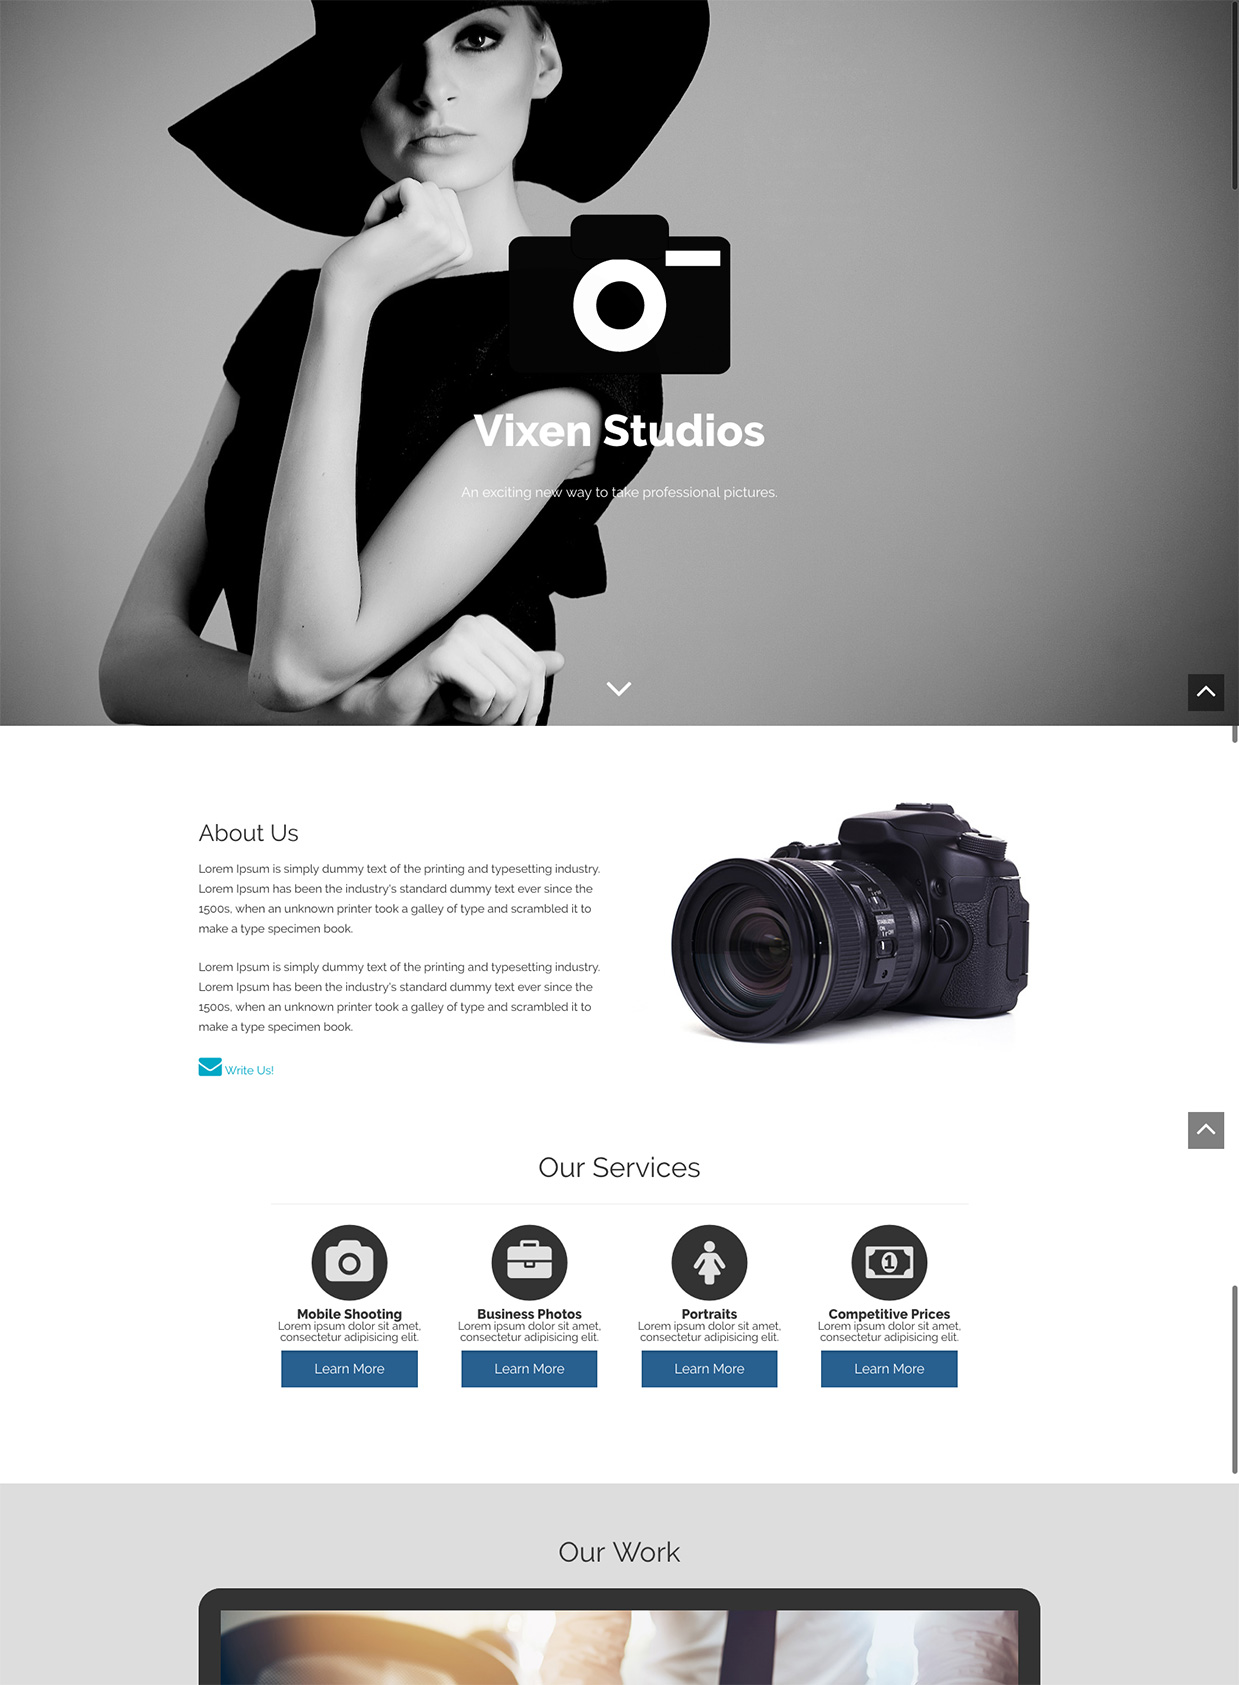 Vixen Studios
An exciting new way to take professional pictures.
About Us
Lorem Ipsum is simply dummy text of the printing and typesetting industry.
Lorem Ipsum has been the industry's standard dummy text ever since the
1500s, when an unknown printer took a galley of type and scrambled it to
make a type specimen book.
Lorem Ipsum is simply dummy text of the printing and typesetting industry.
Lorem Ipsum has been the industry's standard dummy text ever since the
1500s, when an unknown printer took a galley of type and scrambled it to
make a type specimen book.
Write Us!
STABILIZER
ON
Off
Our Services
1
Mobile Shooting
Lorem ipsum dolor sit amet,
consectetur adipisicing elit.
Learn More
Business Photos
Lorem ipsum dolor sit amet,
consectetur adipisicing elit.
Learn More
Portraits
Lorem ipsum dolor sit amet,
consectetur adipisicing elit.
Learn More
Competitive Prices
Lorem ipsum dolor sit amet,
consectetur adipisicing elit.
Learn More
Our Work